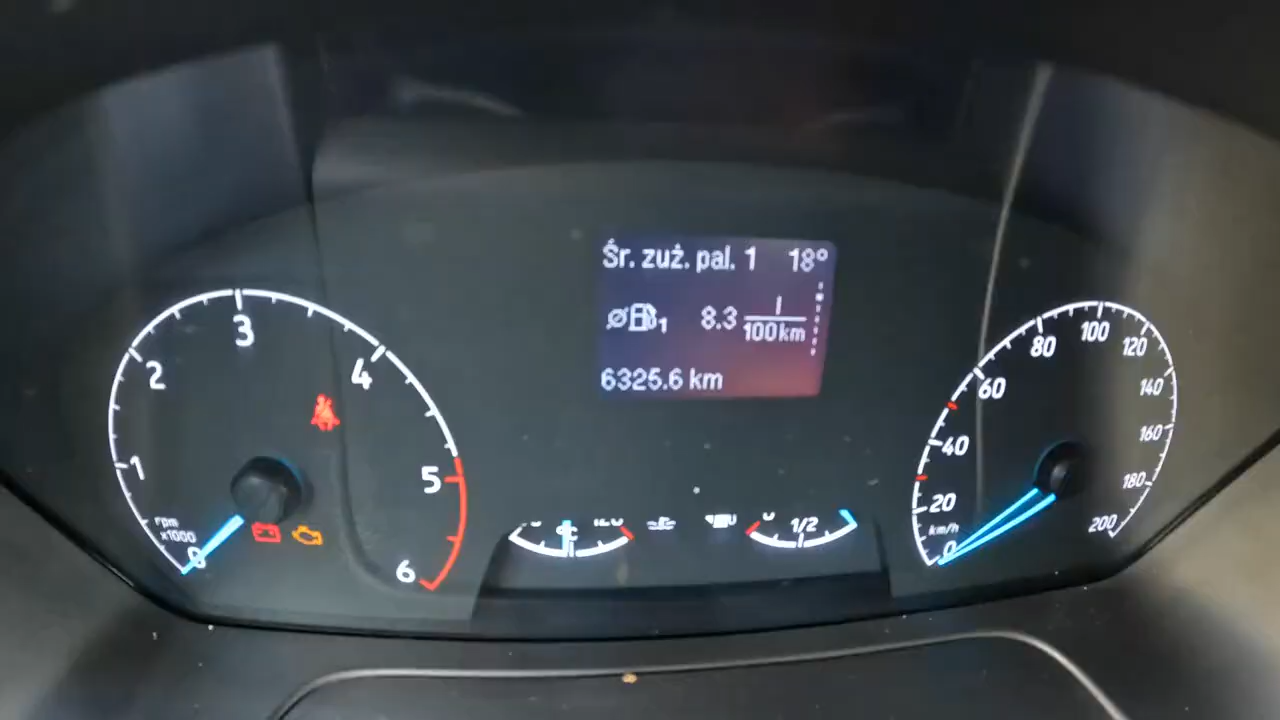 Śr. zuż. pal. 1 18°
1 8.3 l/100km
6325.6 km
rpm
x1000
0
1
2
3
4
5
6
°C
1/2
km/h
0
20
40
60
80
100
120
140
160
180
200